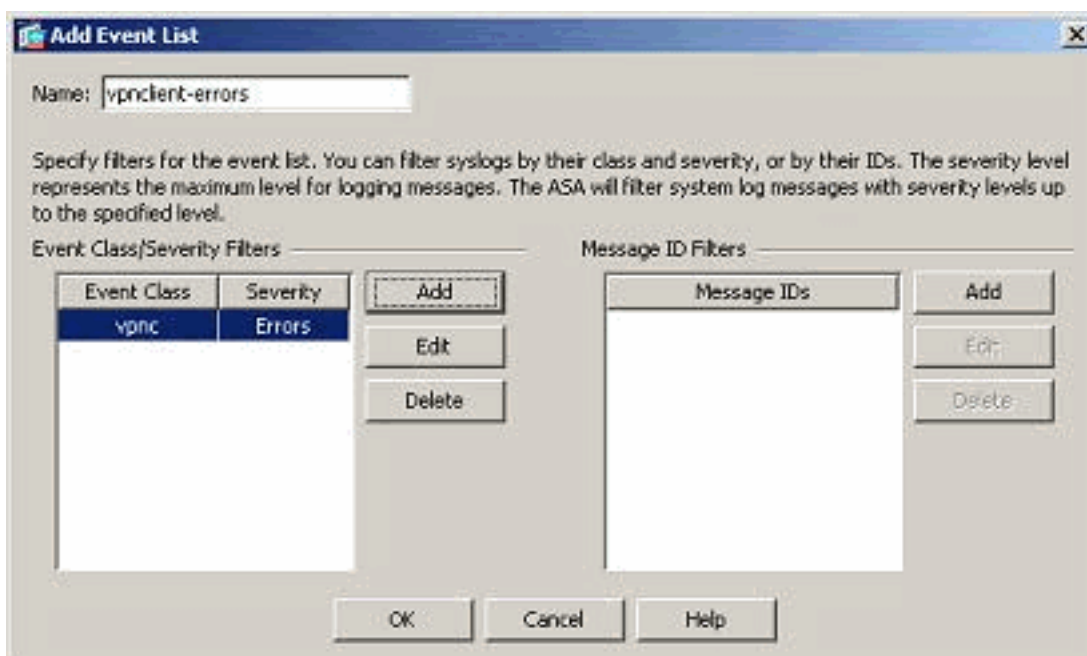 Add Event List
Name: vpnclient-errors
Specify filters for the event list. You can filter syslogs by their class and severity, or by their IDs. The severity level
represents the maximum level for logging messages. The ASA will filter system log messages with severity levels up
to the specified level.
Event Class/Severity Filters
Event Class Severity
vpnc Errors
Add
Edit
Delete
Message ID Filters
Message IDs
Add
Edit
Delete
OK Cancel Help